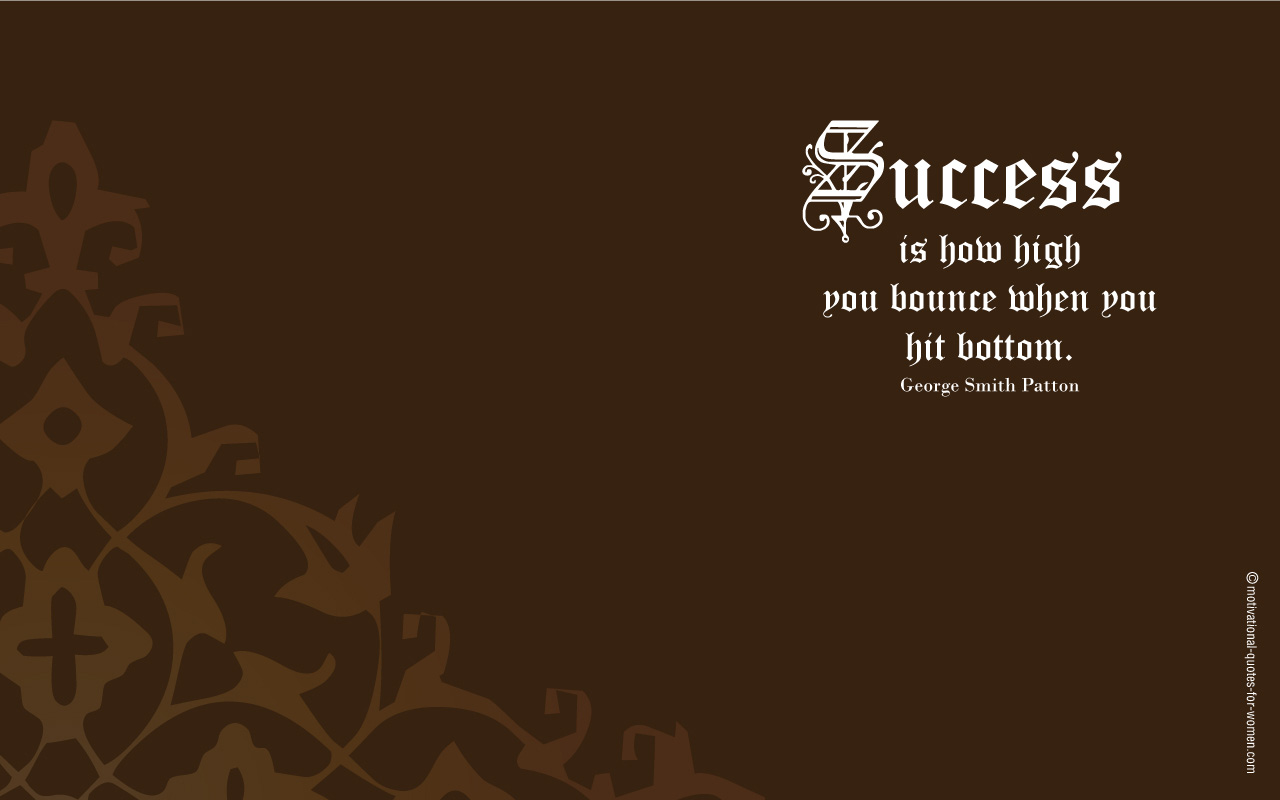 Success
is how high
you bounce when you
hit bottom.
George Smith Patton
© motivational-quotes-for-women.com